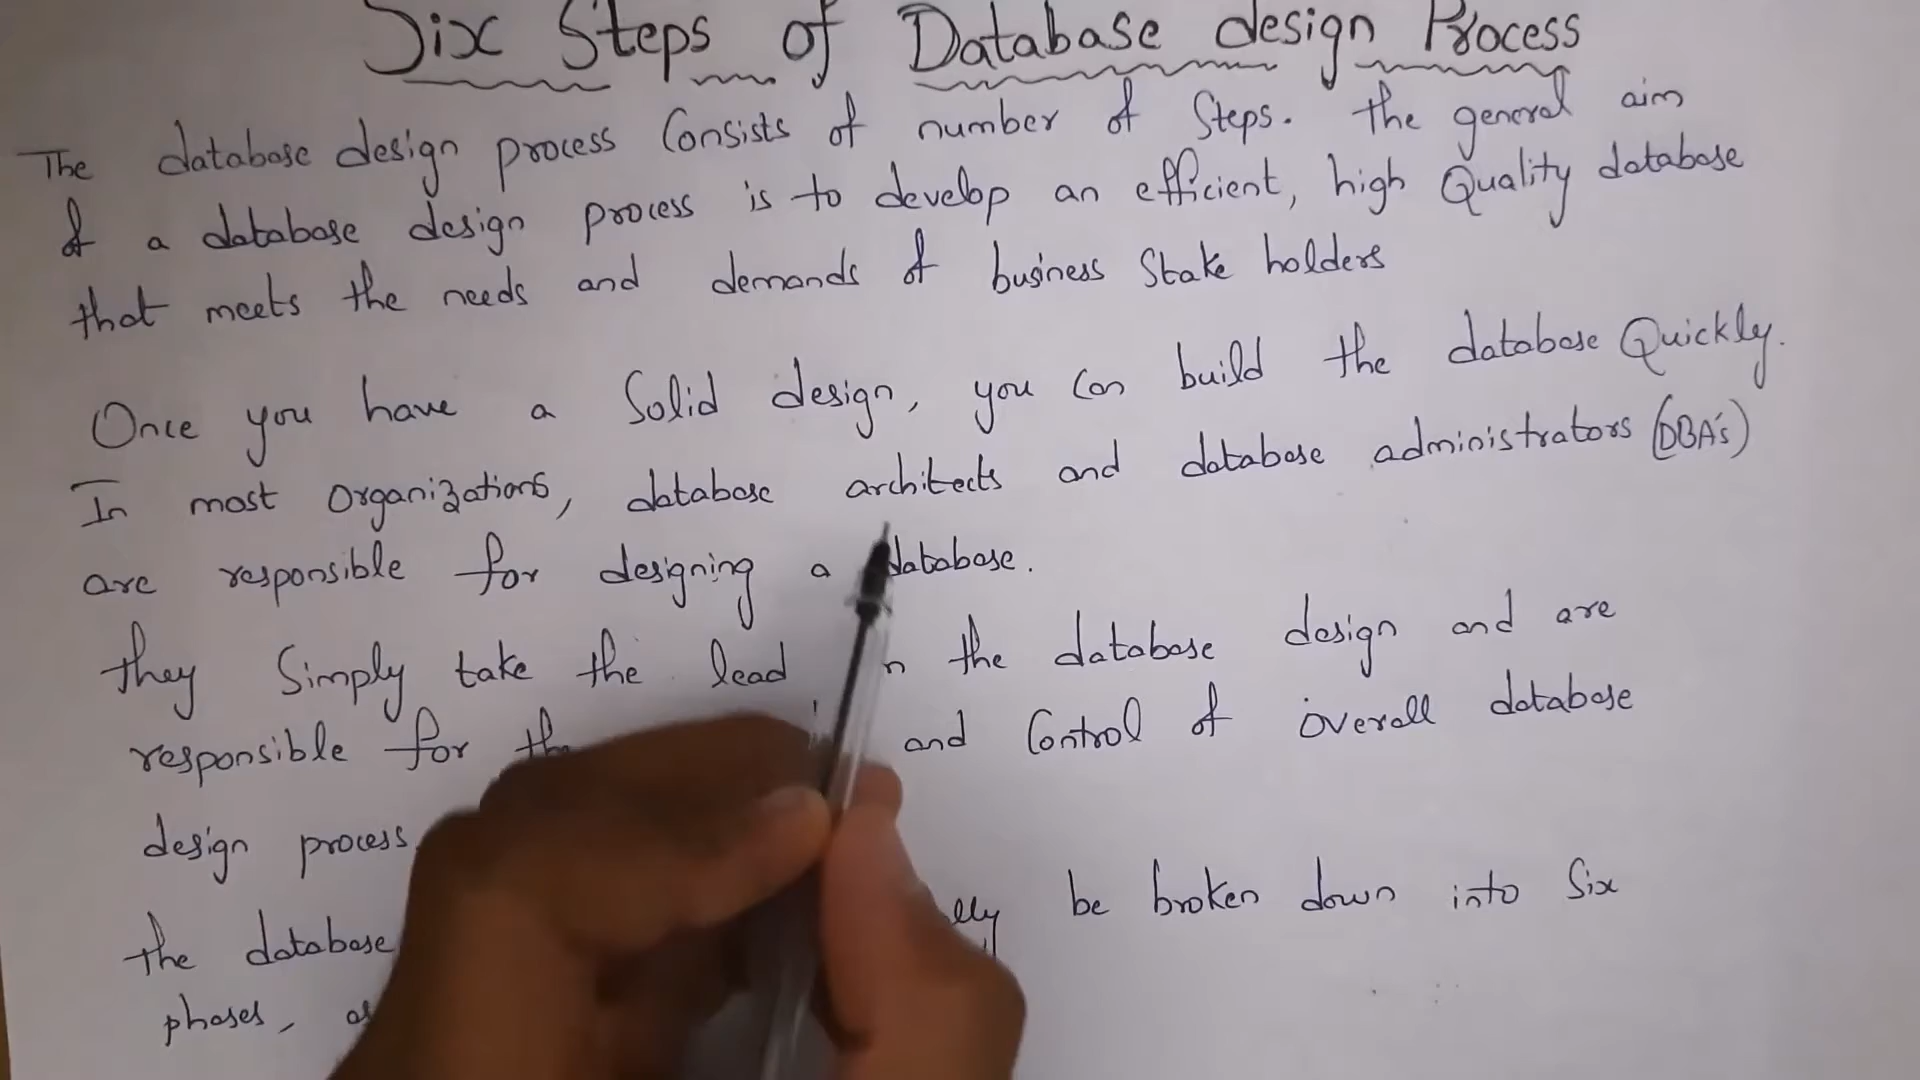 Six Steps of Database design Process
The database design process Consists of number of Steps. The general aim
of a database design process is to develop an efficient, high Quality database
that meets the needs and demands of business Stake holders
Once you have a Solid design, you can build the database Quickly.
In most Organizations, database architects and database administrators (DBA's)
are responsible for designing a database.
they Simply take the lead the database design and are
responsible for and Control of overall database
design process
the database be broken down into Six
phases,